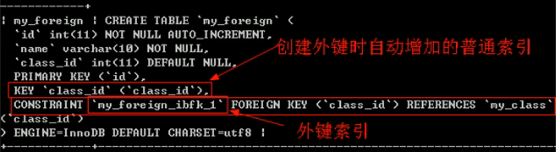 | my_foreign | CREATE TABLE `my_foreign` (
`id` int(11) NOT NULL AUTO_INCREMENT,
`name` varchar(10) NOT NULL,
`class_id` int(11) DEFAULT NULL,
PRIMARY KEY (`id`),
创建外键时自动增加的普通索引
KEY `class_id` (`class_id`),
CONSTRAINT `my_foreign_ibfk_1` FOREIGN KEY (`class_id`) REFERENCES `my_class`
(`class_id`)
) ENGINE=InnoDB DEFAULT CHARSET=utf8 |
外键索引